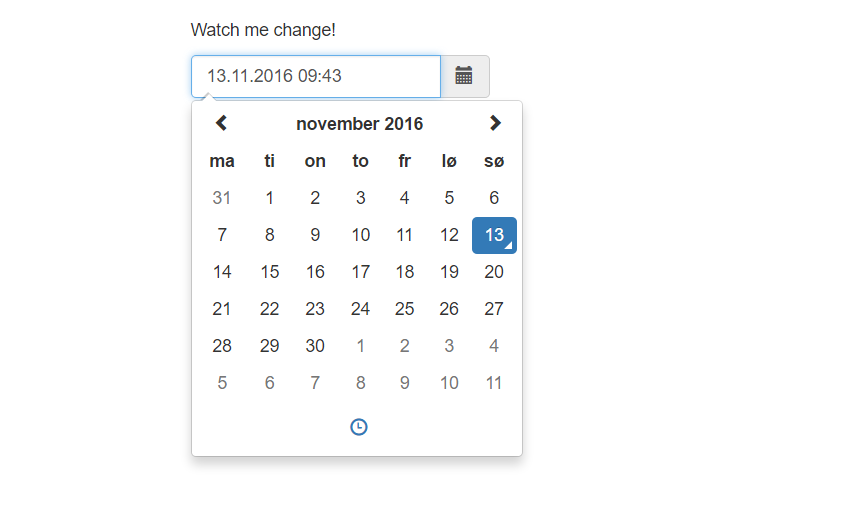 Watch me change!
13.11.2016 09:43
november 2016
ma ti on to fr lø sø
31 1 2 3 4 5 6
7 8 9 10 11 12 13
14 15 16 17 18 19 20
21 22 23 24 25 26 27
28 29 30 1 2 3 4
5 6 7 8 9 10 11